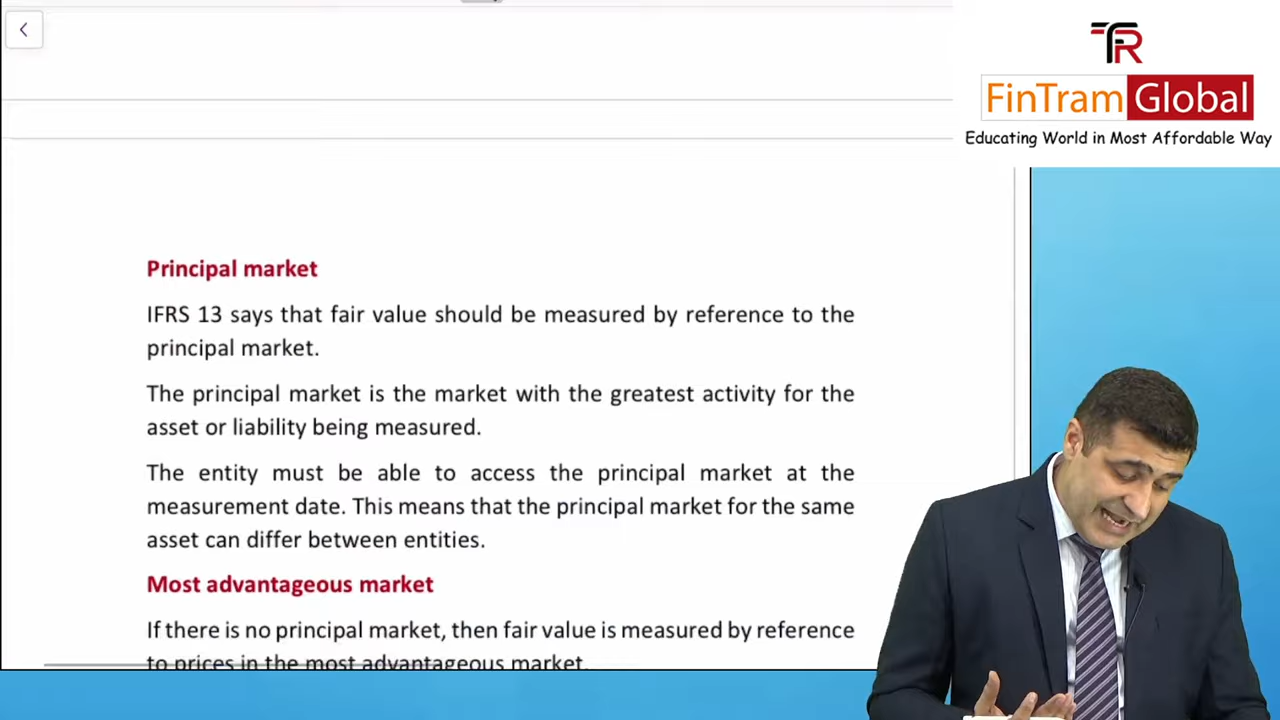 FR
FinTram Global
Educating World in Most Affordable Way
Principal market
IFRS 13 says that fair value should be measured by reference to the
principal market.
The principal market is the market with the greatest activity for the
asset or liability being measured.
The entity must be able to access the principal market at the
measurement date. This means that the principal market for the same
asset can differ between entities.
Most advantageous market
If there is no principal market, then fair value is measured by reference
to prices in the most advantageous market.